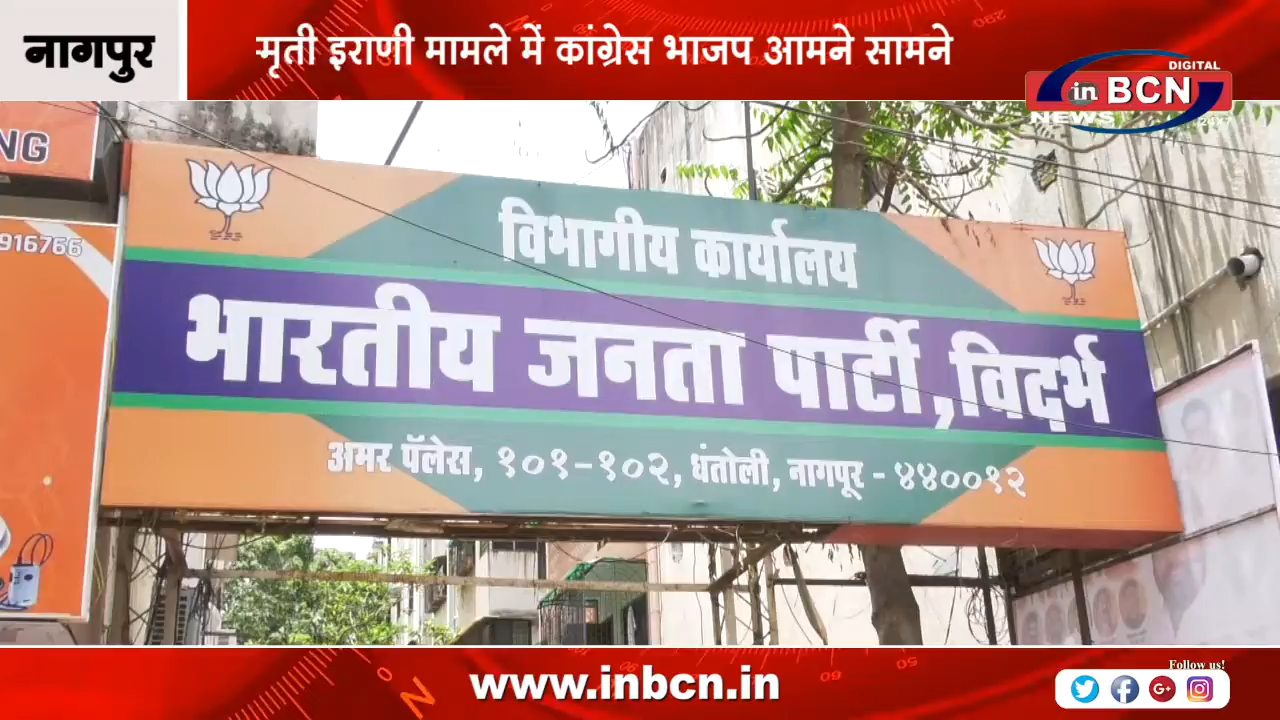 नागपुर
मृती इराणी मामले में कांग्रेस भाजप आमने सामने
DIGITAL
in BCN
NEWS
NG
916766
विभागीय कार्यालय
भारतीय जनता पार्टी, विदर्भ
अमर पॅलेस, १०१-१०२, धंतोली, नागपूर - ४४००१२
www.inbcn.in
Follow us!